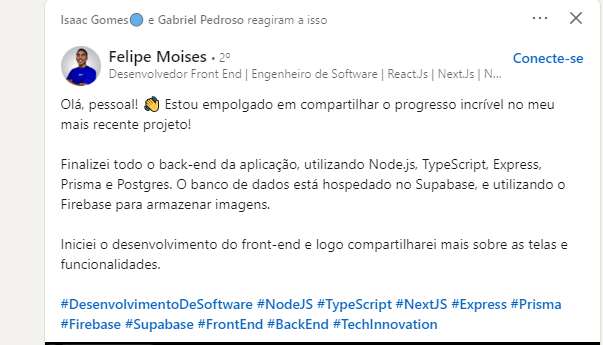 Isaac Gomes🔵 e Gabriel Pedroso reagiram a isso
Felipe Moises • 2º
Conecte-se
Desenvolvedor Front End | Engenheiro de Software | ReactJs | Next.Js | N...
Olá, pessoal! 👏 Estou empolgado em compartilhar o progresso incrível no meu
mais recente projeto!
Finalizei todo o back-end da aplicação, utilizando Node.js, TypeScript, Express,
Prisma e Postgres. O banco de dados está hospedado no Supabase, e utilizando o
Firebase para armazenar imagens.
Iniciei o desenvolvimento do front-end e logo compartilharei mais sobre as telas e
funcionalidades.
#DesenvolvimentoDeSoftware #NodeJS #TypeScript #NextJS #Express #Prisma
#Firebase #Supabase #FrontEnd #BackEnd #TechInnovation